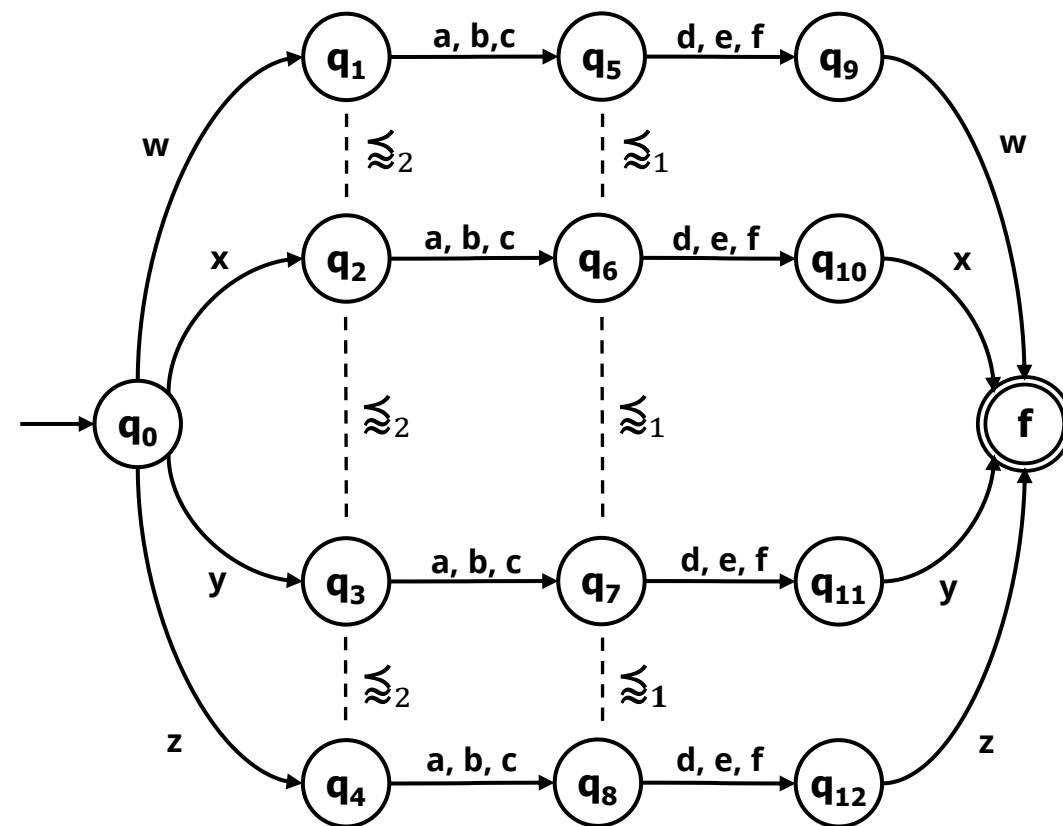 q1 a, b,c q5 d, e, f q9
w ⪅2 ⪅1 w
q2 a, b, c q6 d, e, f q10
x x
q0 ⪅2 ⪅1 f
q3 a, b, c q7 d, e, f q11
y y
⪅2 ⪅1
z z
q4 a, b, c q8 d, e, f q12